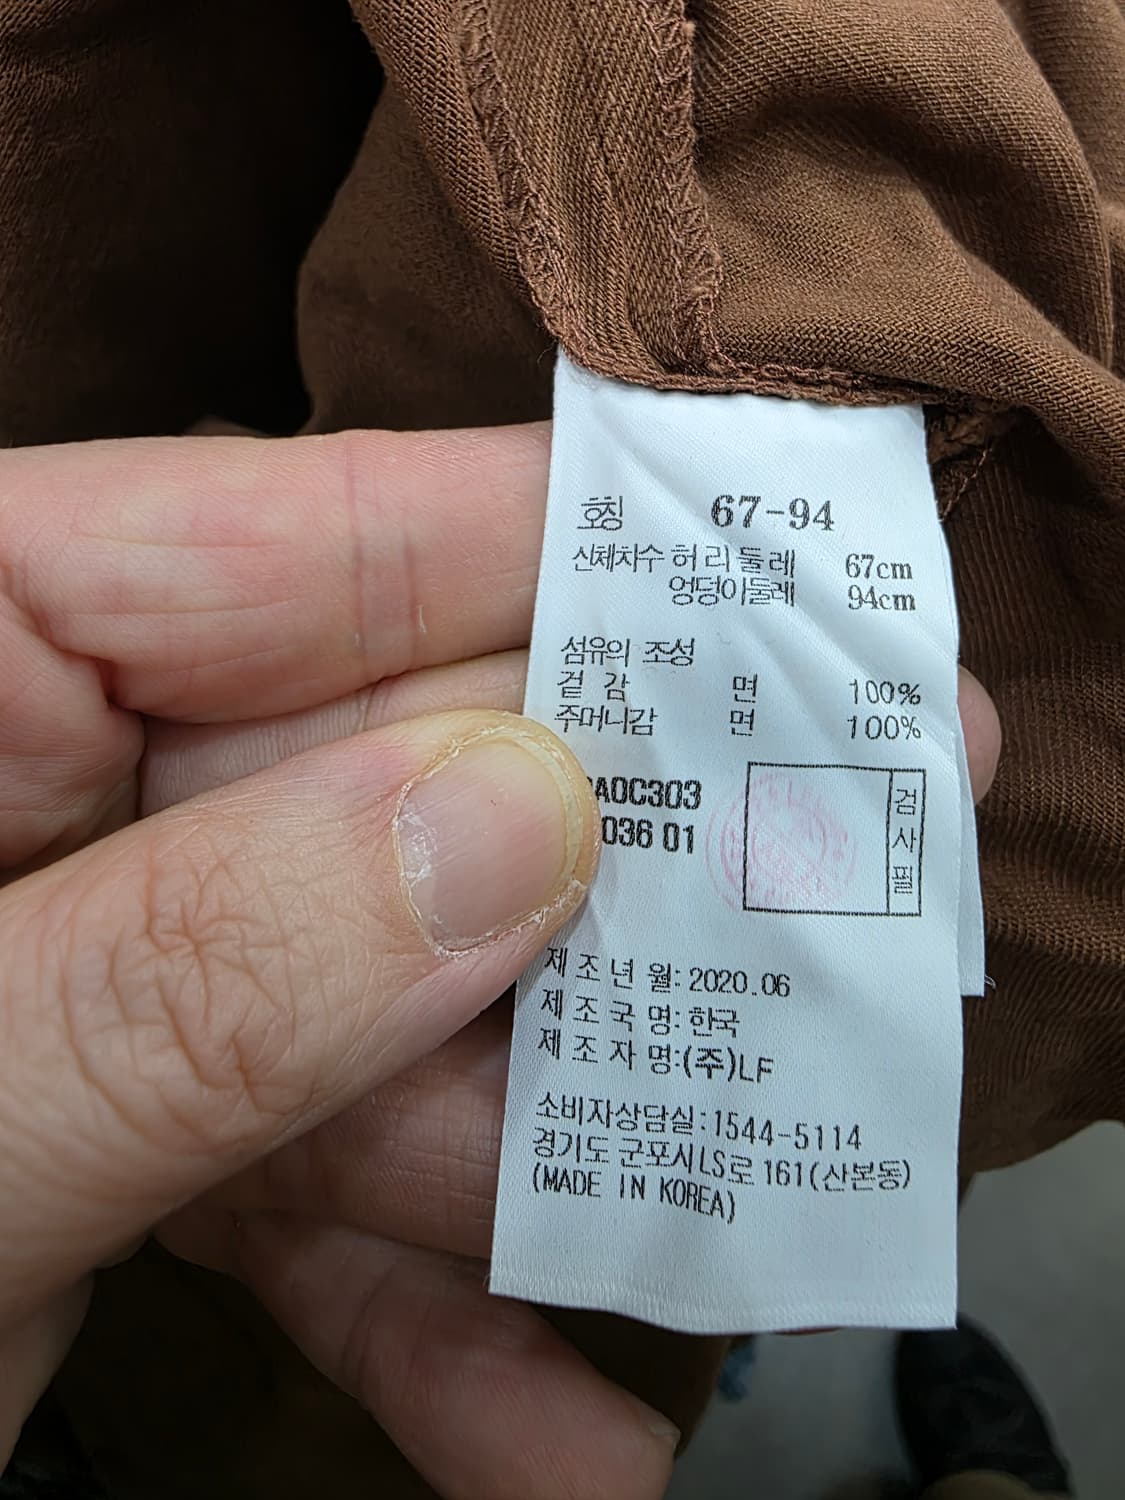 호칭 67-94
신체치수 허리둘레 67cm
엉덩이둘레 94cm
섬유의 조성
겉감 면 100%
주머니감 면 100%
A0C303
036 01
검사필
제조년월: 2020.06
제조국명: 한국
제조자명:(주)LF
소비자상담실:1544-5114
경기도 군포시LS로 161(산본동)
(MADE IN KOREA)